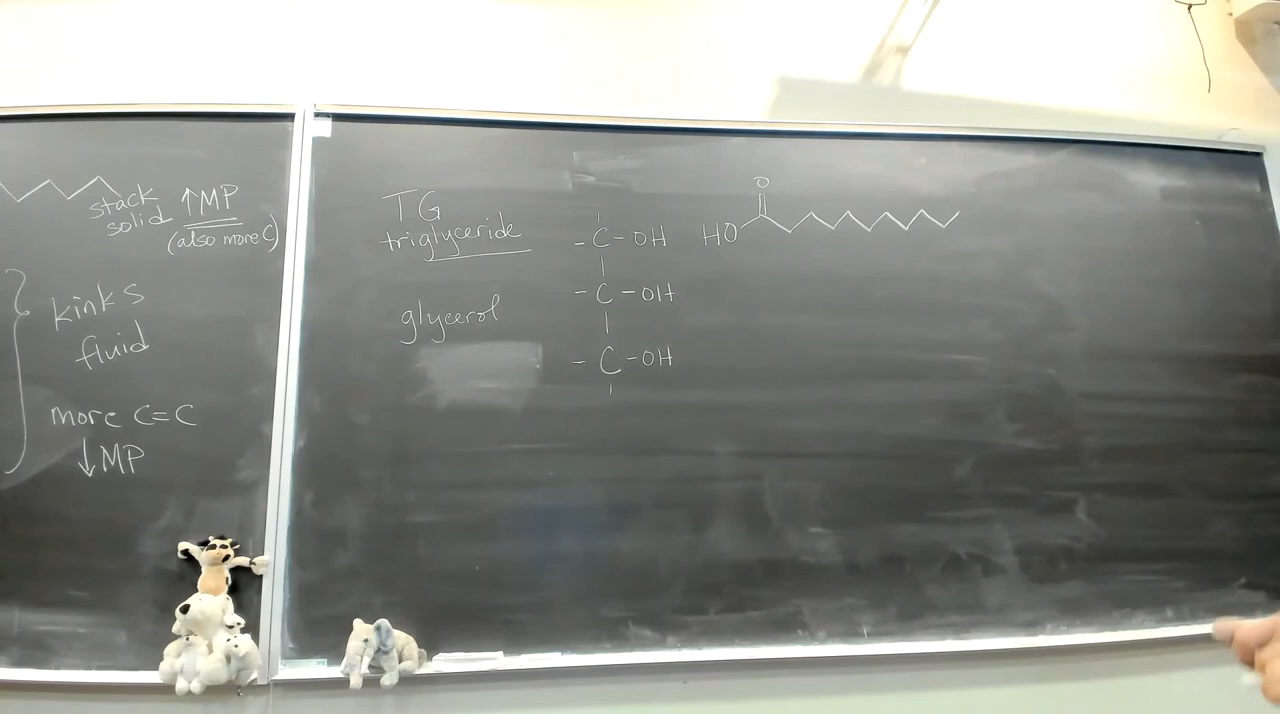 stack
solid
↑MP
(also more C)
kinks
fluid
more C=C
↓MP
TG
triglyceride
glycerol
-C-OH
-C-OH
-C-OH
O
HO